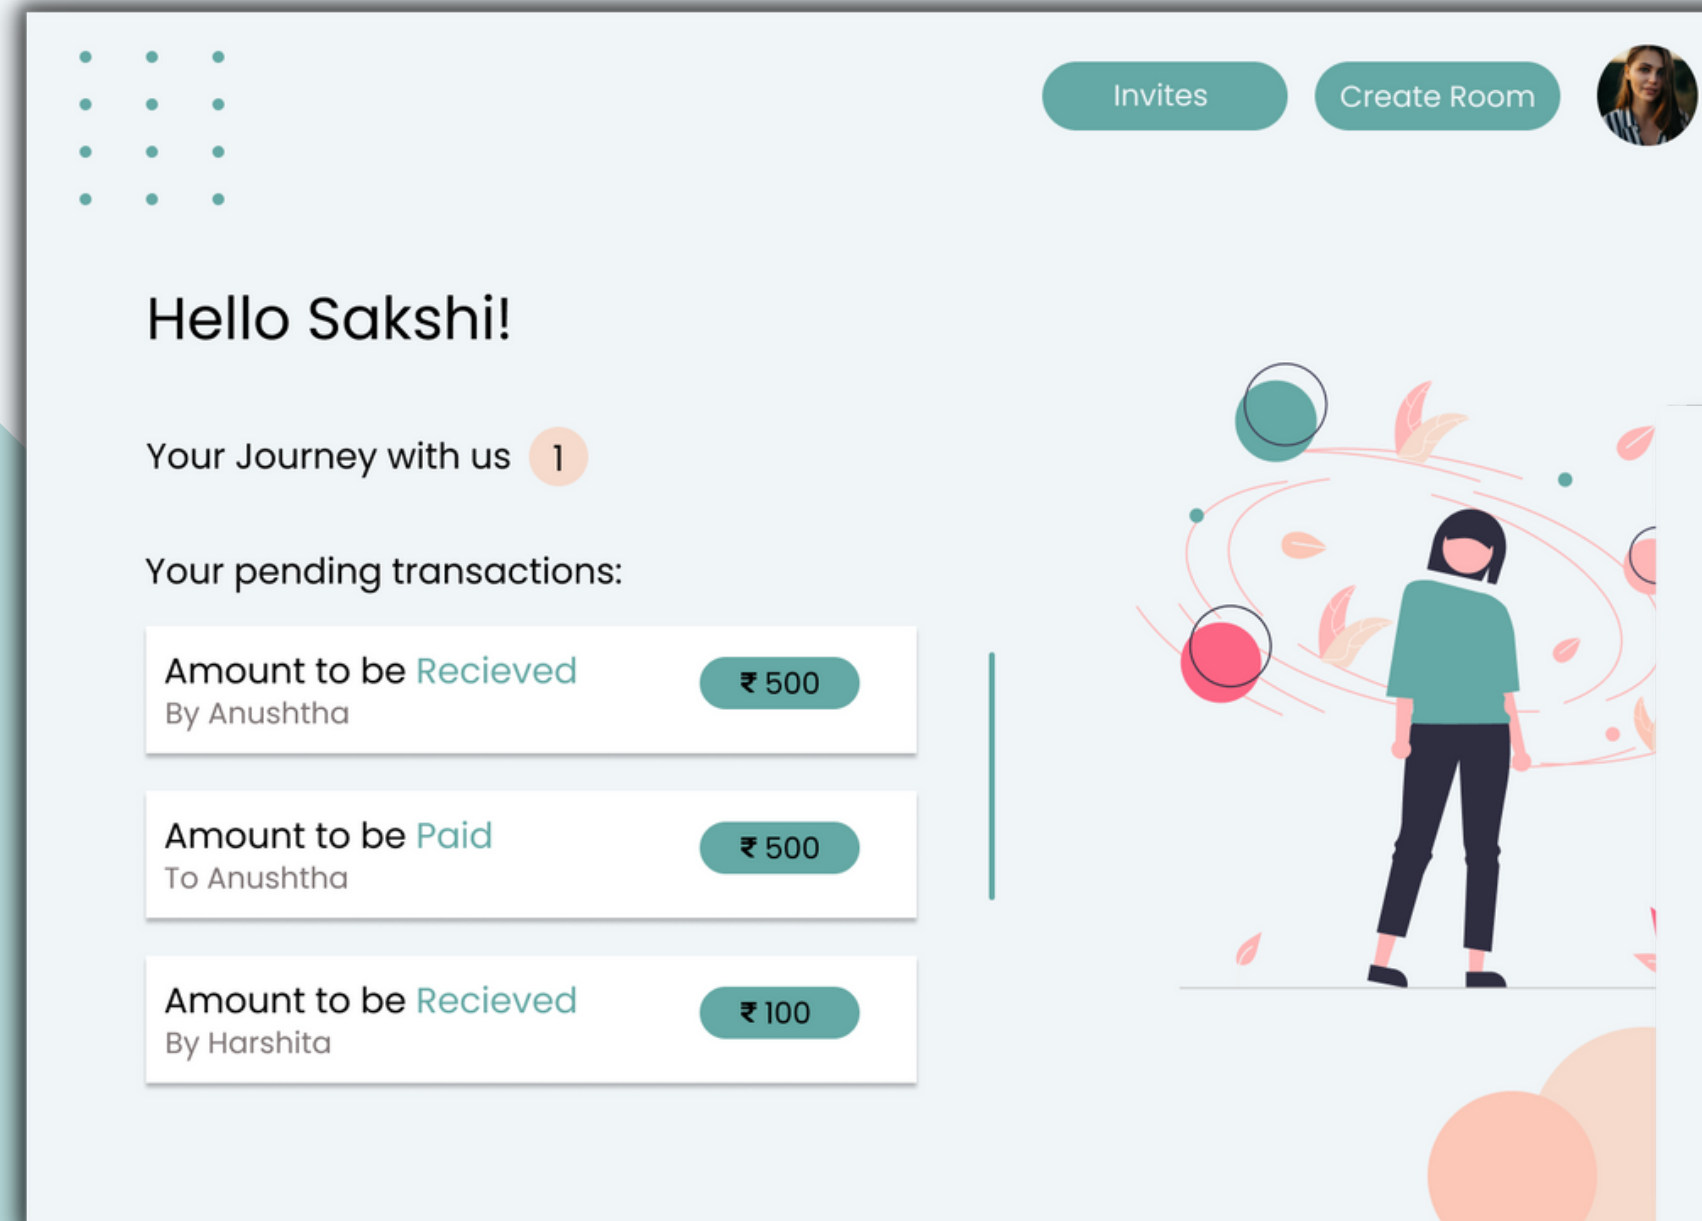 Invites
Create Room
Hello Sakshi!
Your Journey with us 1
Your pending transactions:
Amount to be Recieved
By Anushtha
₹ 500
Amount to be Paid
To Anushtha
₹ 500
Amount to be Recieved
By Harshita
₹ 100